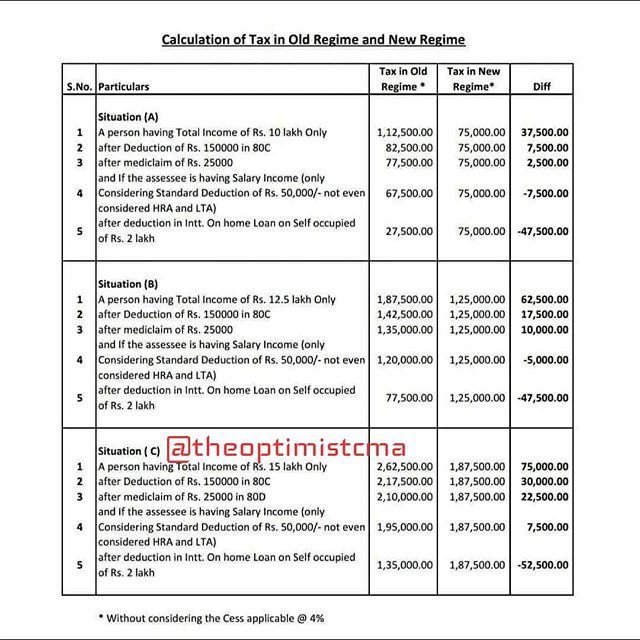 Calculation of Tax in Old Regime and New Regime
S.No. Particulars Tax in Old Regime * Tax in New Regime* Diff
Situation (A)
1 A person having Total Income of Rs. 10 lakh Only 1,12,500.00 75,000.00 37,500.00
2 after Deduction of Rs. 150000 in 80C 82,500.00 75,000.00 7,500.00
3 after mediclaim of Rs. 25000 77,500.00 75,000.00 2,500.00
and If the assessee is having Salary Income (only
4 Considering Standard Deduction of Rs. 50,000/- not even 67,500.00 75,000.00 -7,500.00
considered HRA and LTA)
5 after deduction in Intt. On home Loan on Self occupied 27,500.00 75,000.00 -47,500.00
of Rs. 2 lakh
Situation (B)
1 A person having Total Income of Rs. 12.5 lakh Only 1,87,500.00 1,25,000.00 62,500.00
2 after Deduction of Rs. 150000 in 80C 1,42,500.00 1,25,000.00 17,500.00
3 after mediclaim of Rs. 25000 1,35,000.00 1,25,000.00 10,000.00
and If the assessee is having Salary Income (only
4 Considering Standard Deduction of Rs. 50,000/- not even 1,20,000.00 1,25,000.00 -5,000.00
considered HRA and LTA)
5 after deduction in Intt. On home Loan on Self occupied 77,500.00 1,25,000.00 -47,500.00
of Rs. 2 lakh
Situation ( C) @theoptimistcma
1 A person having Total Income of Rs. 15 lakh Only 2,62,500.00 1,87,500.00 75,000.00
2 after Deduction of Rs. 150000 in 80C 2,17,500.00 1,87,500.00 30,000.00
3 after mediclaim of Rs. 25000 in 80D 2,10,000.00 1,87,500.00 22,500.00
and If the assessee is having Salary Income (only
4 Considering Standard Deduction of Rs. 50,000/- not even 1,95,000.00 1,87,500.00 7,500.00
considered HRA and LTA)
5 after deduction in Intt. On home Loan on Self occupied 1,35,000.00 1,87,500.00 -52,500.00
of Rs. 2 lakh
* Without considering the Cess applicable @ 4%